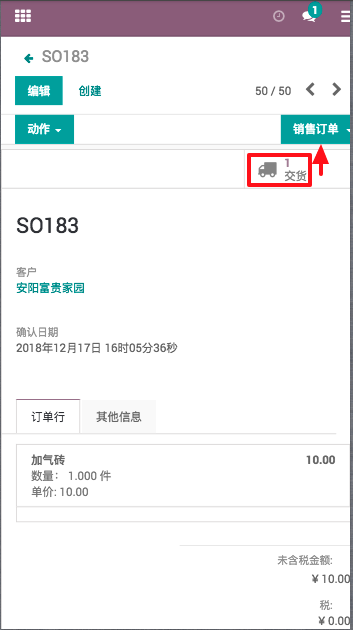 1
SO183
编辑 创建 50 / 50
动作 销售订单
1
交货
SO183
客户
安阳富贵家园
确认日期
2018年12月17日 16时05分36秒
订单行 其他信息
加气砖 10.00
数量： 1.000 件
单价: 10.00
未含税金额:
¥ 10.00
税:
¥ 0.00